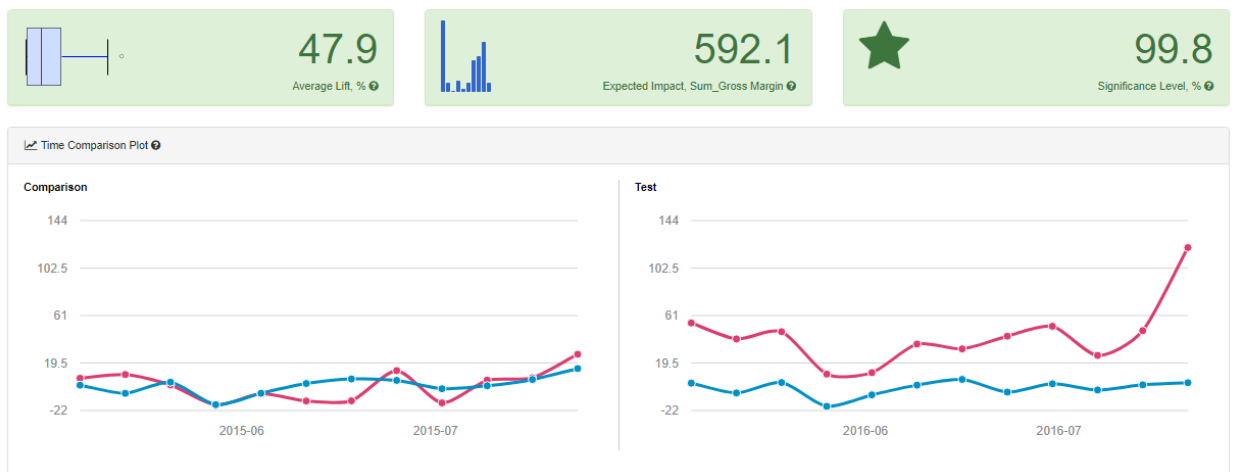 47.9
Average Lift, %
592.1
Expected Impact, Sum_Gross Margin
99.8
Significance Level, %
Time Comparison Plot
Comparison
144
102.5
61
19.5
-22
2015-06 2015-07
Test
144
102.5
61
19.5
-22
2016-06 2016-07